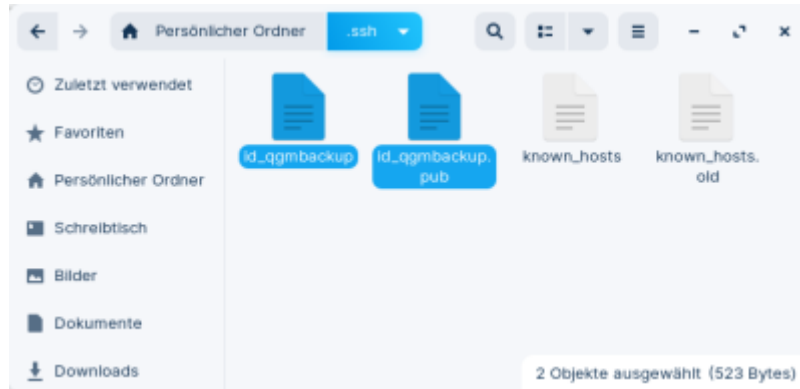 Persönlicher Ordner .ssh
Zuletzt verwendet
Favoriten
Persönlicher Ordner
Schreibtisch
Bilder
Dokumente
Downloads
id_qgmbackup
id_qgmbackup.
pub
known_hosts
known_hosts.
old
2 Objekte ausgewählt (523 Bytes)